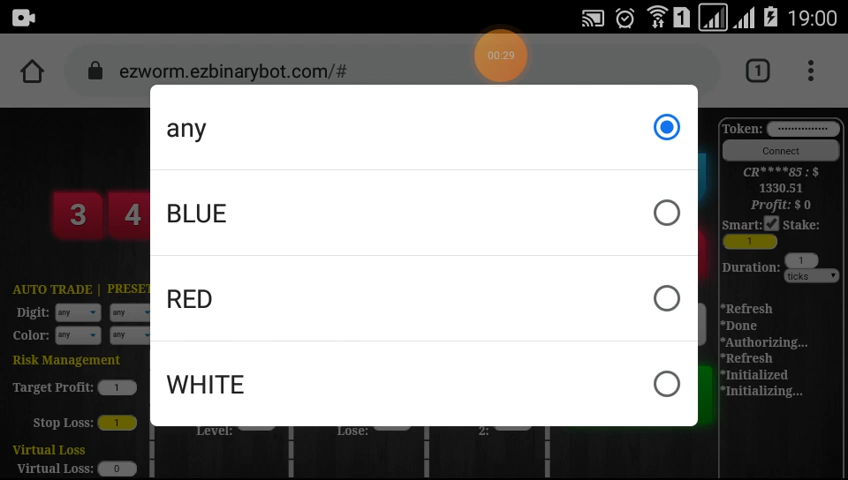 1 19:00
ezworm.ezbinarybot.com/# 00:29 1
any
BLUE
RED
WHITE
3 4
AUTO TRADE | PRESET
Digit: any any
Color: any any
Risk Management
Target Profit: 1
Stop Loss: 1
Virtual Loss
Virtual Loss: 0
Level:
Lose:
2:
Token: ••••••••••••••
Connect
CR****85 : $
1330.51
Profit: $ 0
Smart: Stake:
1
Duration: 1
ticks
*Refresh
*Done
*Authorizing...
*Refresh
*Initialized
*Initializing...